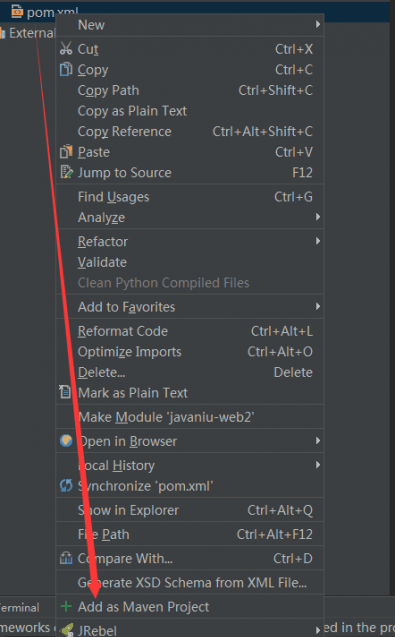 pom.xml
External
New
Cut Ctrl+X
Copy Ctrl+C
Copy Path Ctrl+Shift+C
Copy as Plain Text
Copy Reference Ctrl+Alt+Shift+C
Paste Ctrl+V
Jump to Source F12
Find Usages Ctrl+G
Analyze
Refactor
Validate
Clean Python Compiled Files
Add to Favorites
Reformat Code Ctrl+Alt+L
Optimize Imports Ctrl+Alt+O
Delete... Delete
Mark as Plain Text
Make Module 'javaniu-web2'
Open in Browser
Local History
Synchronize 'pom.xml'
Show in Explorer Ctrl+Alt+Q
File Path Ctrl+Alt+F12
Compare With... Ctrl+D
Generate XSD Schema from XML File...
erminal
Add as Maven Project
meworks JRebel ed in the pro